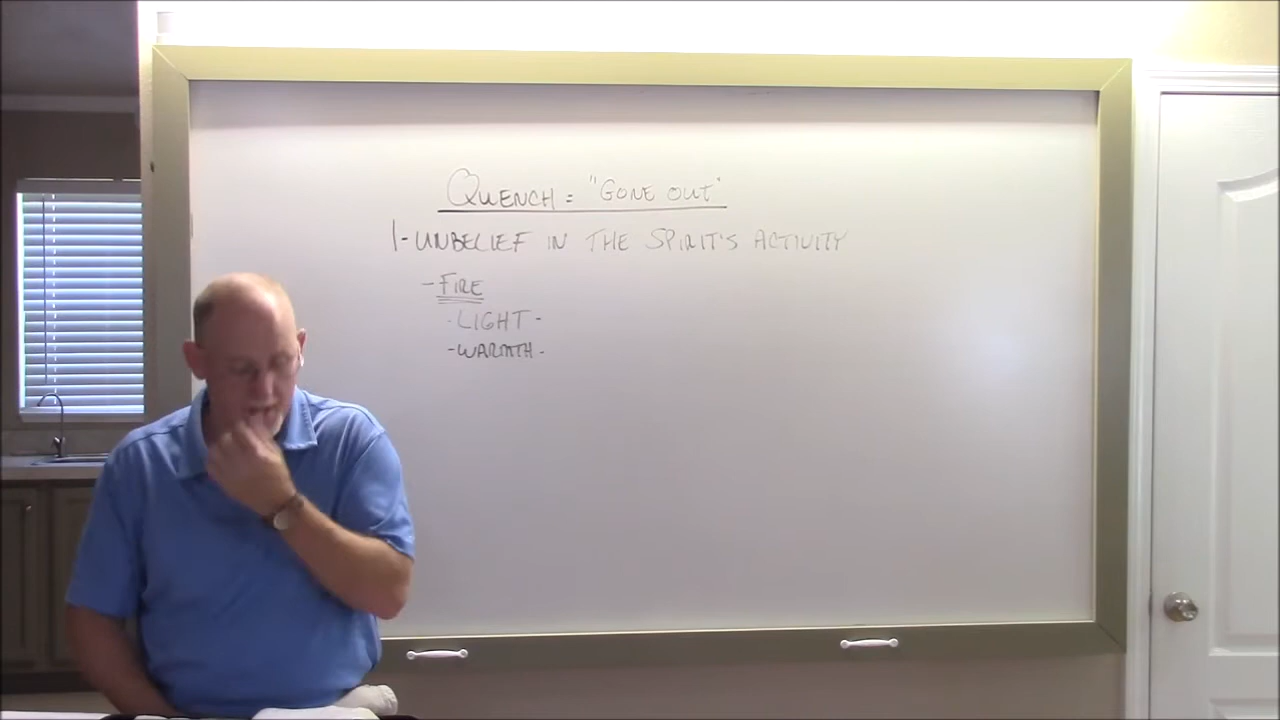 QUENCH = "GONE OUT"
1-UNBELIEF IN THE SPIRIT'S ACTIVITY
-FIRE
-LIGHT-
-WARMTH-